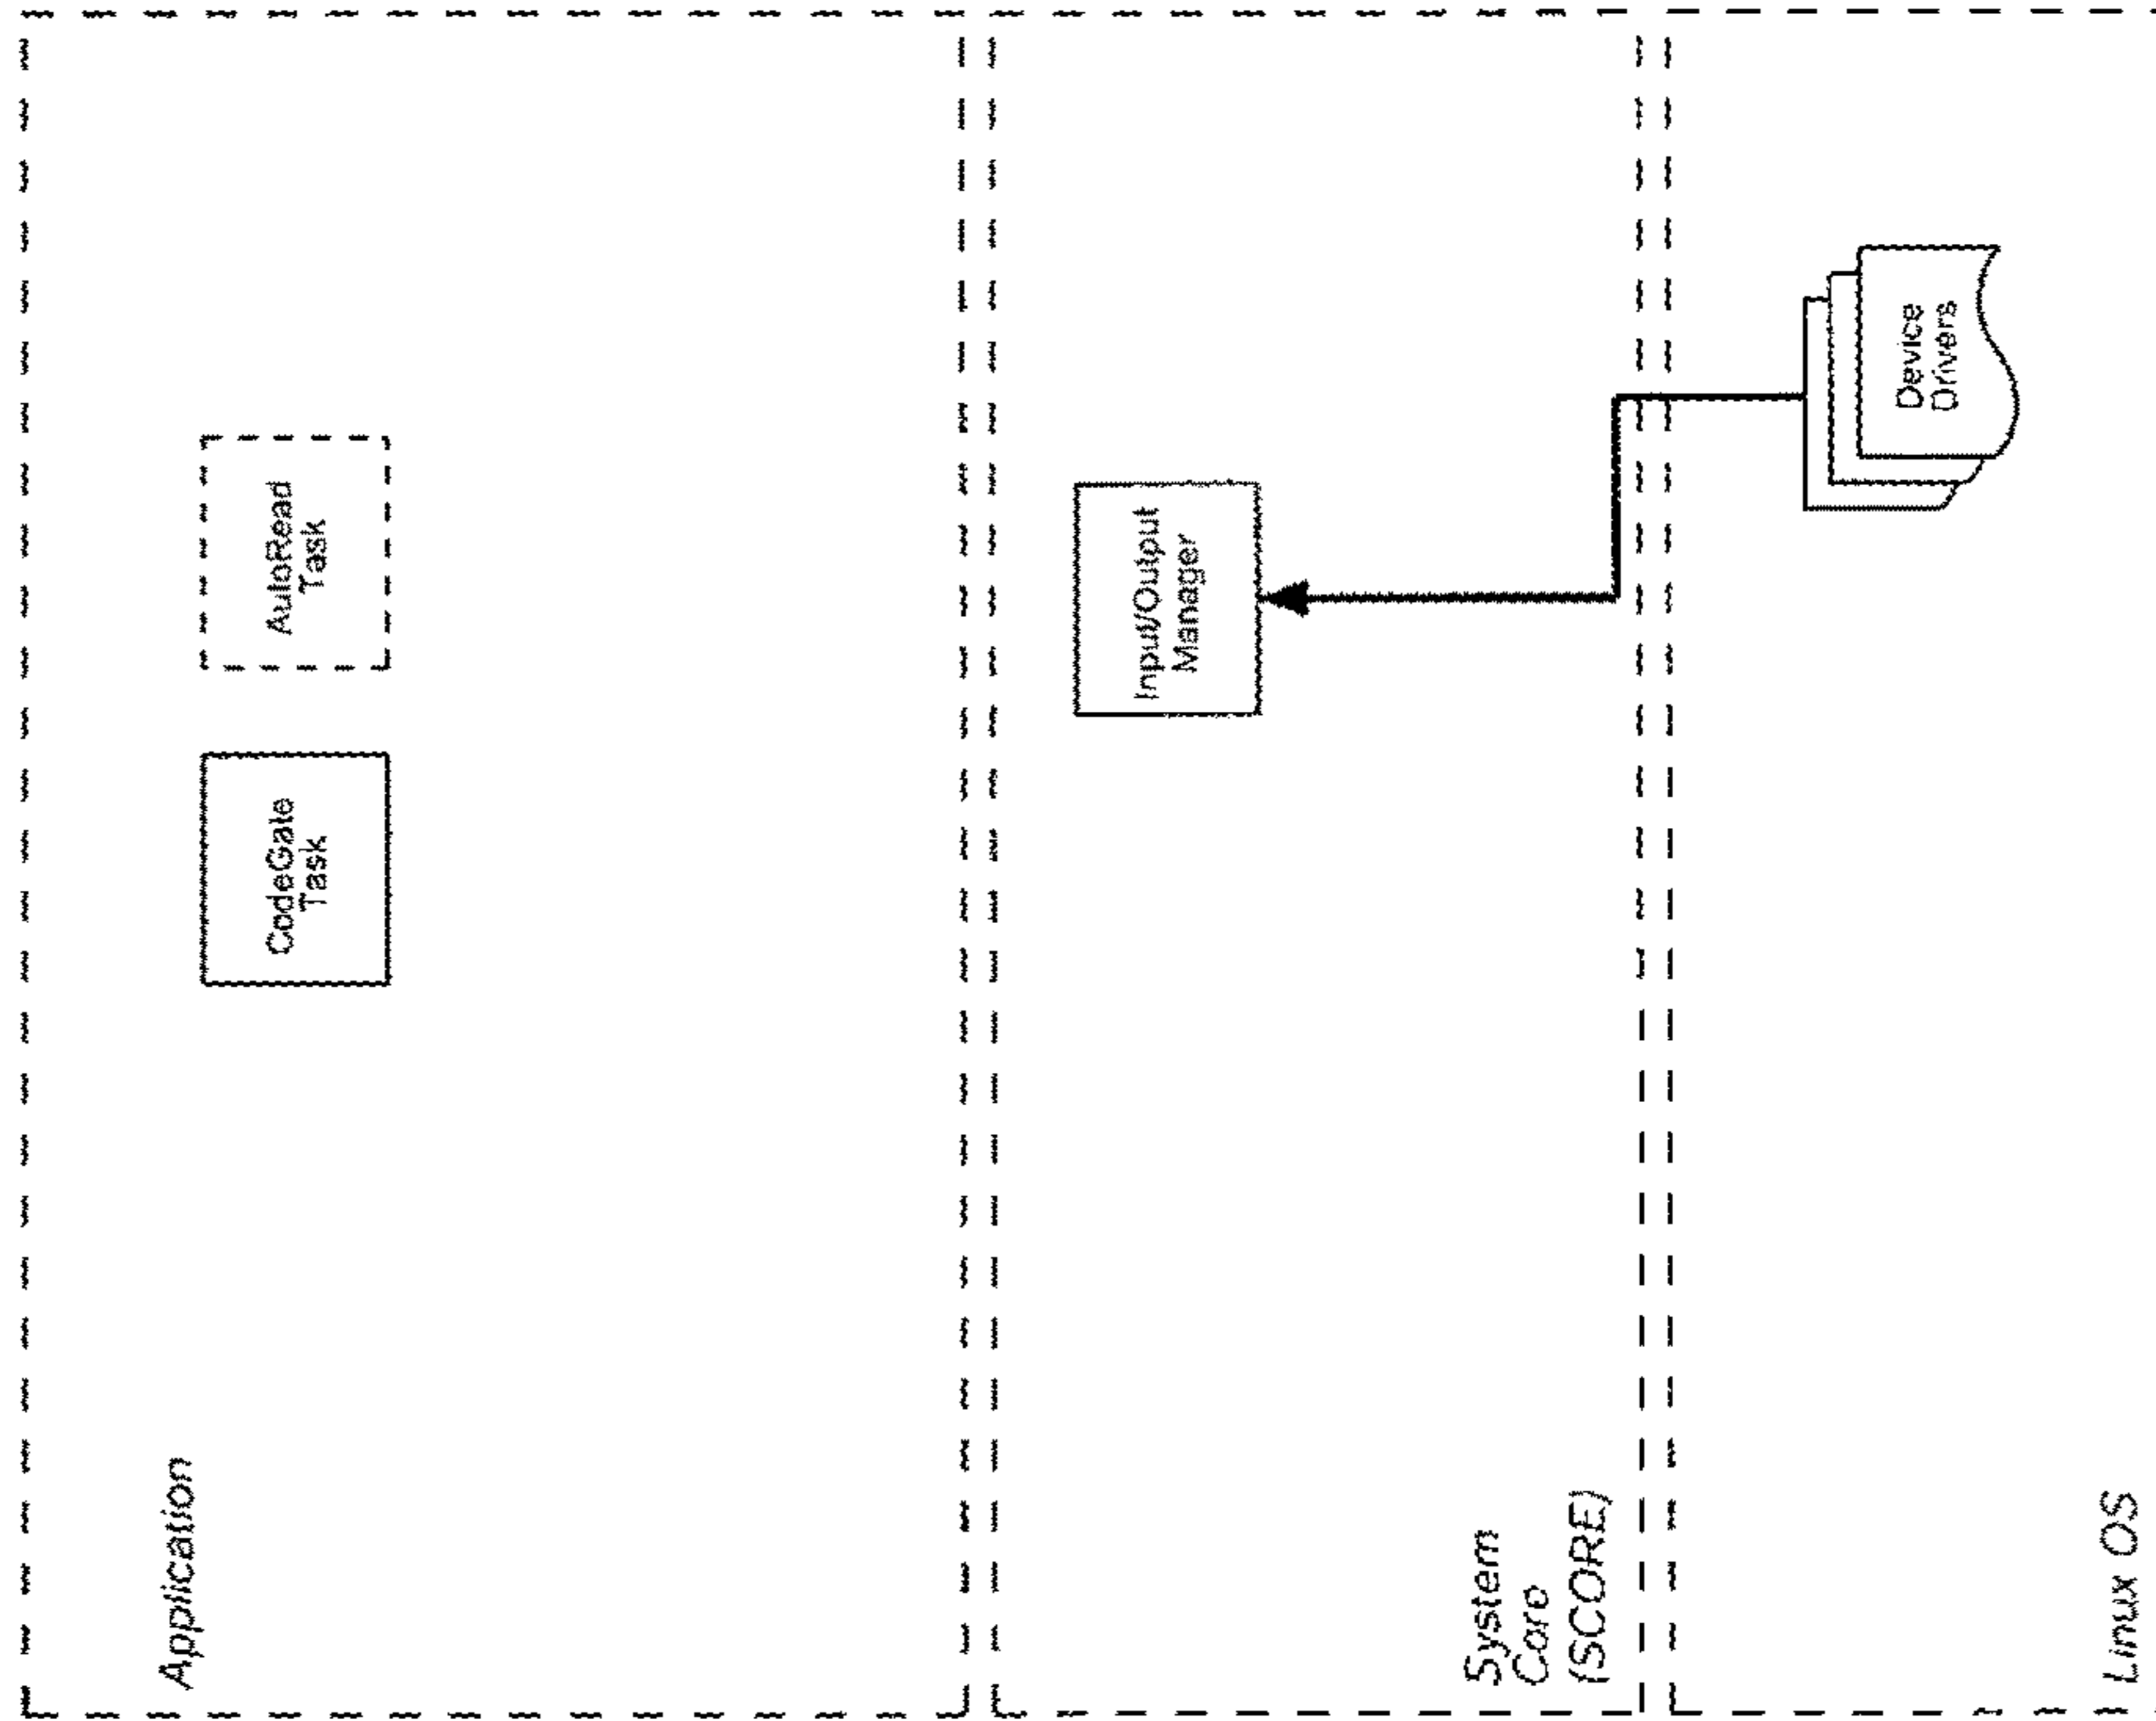 Application
CodeGate
Task
AutoRead
Task
Input/Output
Manager
System
Core
(SCORE)
Device
Drivers
Linux OS